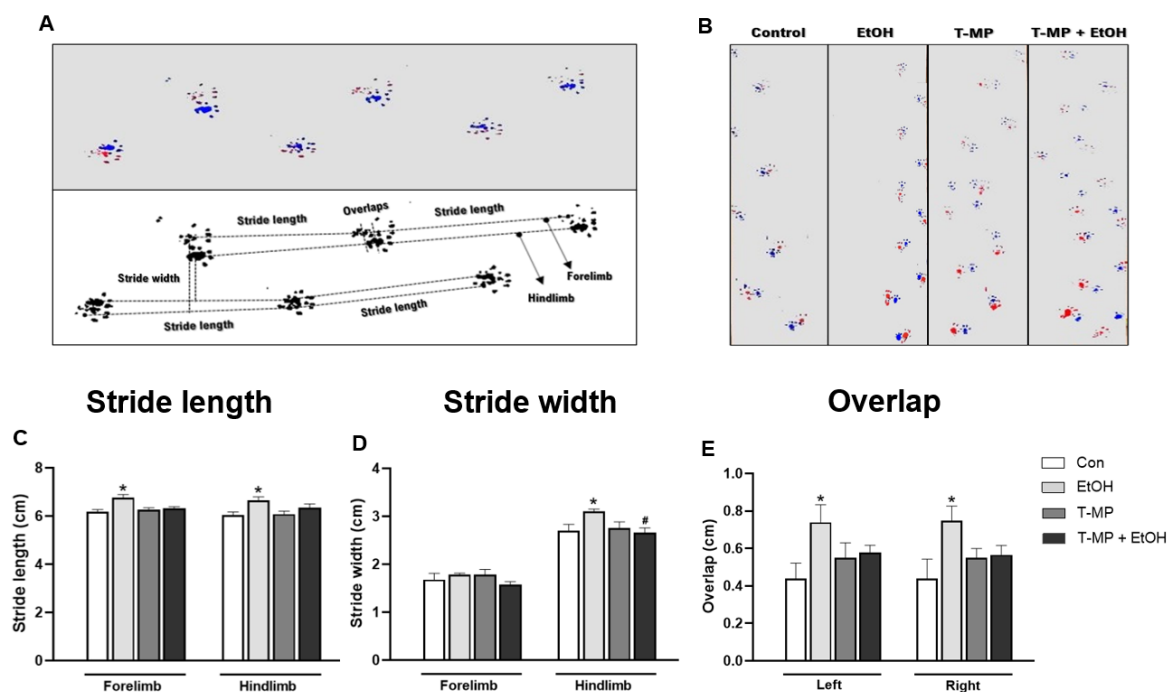 A
Stride length
Overlaps
Stride length
Stride width
Forelimb
Hindlimb
Stride length
Stride length
B
Control
EtOH
T-MP
T-MP + EtOH
Stride length
Stride width
Overlap
C
Stride length (cm)
8
6
4
2
0
*
*
Forelimb
Hindlimb
D
Stride width (cm)
4
3
2
1
0
*
#
Forelimb
Hindlimb
E
Overlap (cm)
1.0
0.8
0.6
0.4
0.2
0.0
*
*
Left
Right
Con
EtOH
T-MP
T-MP + EtOH